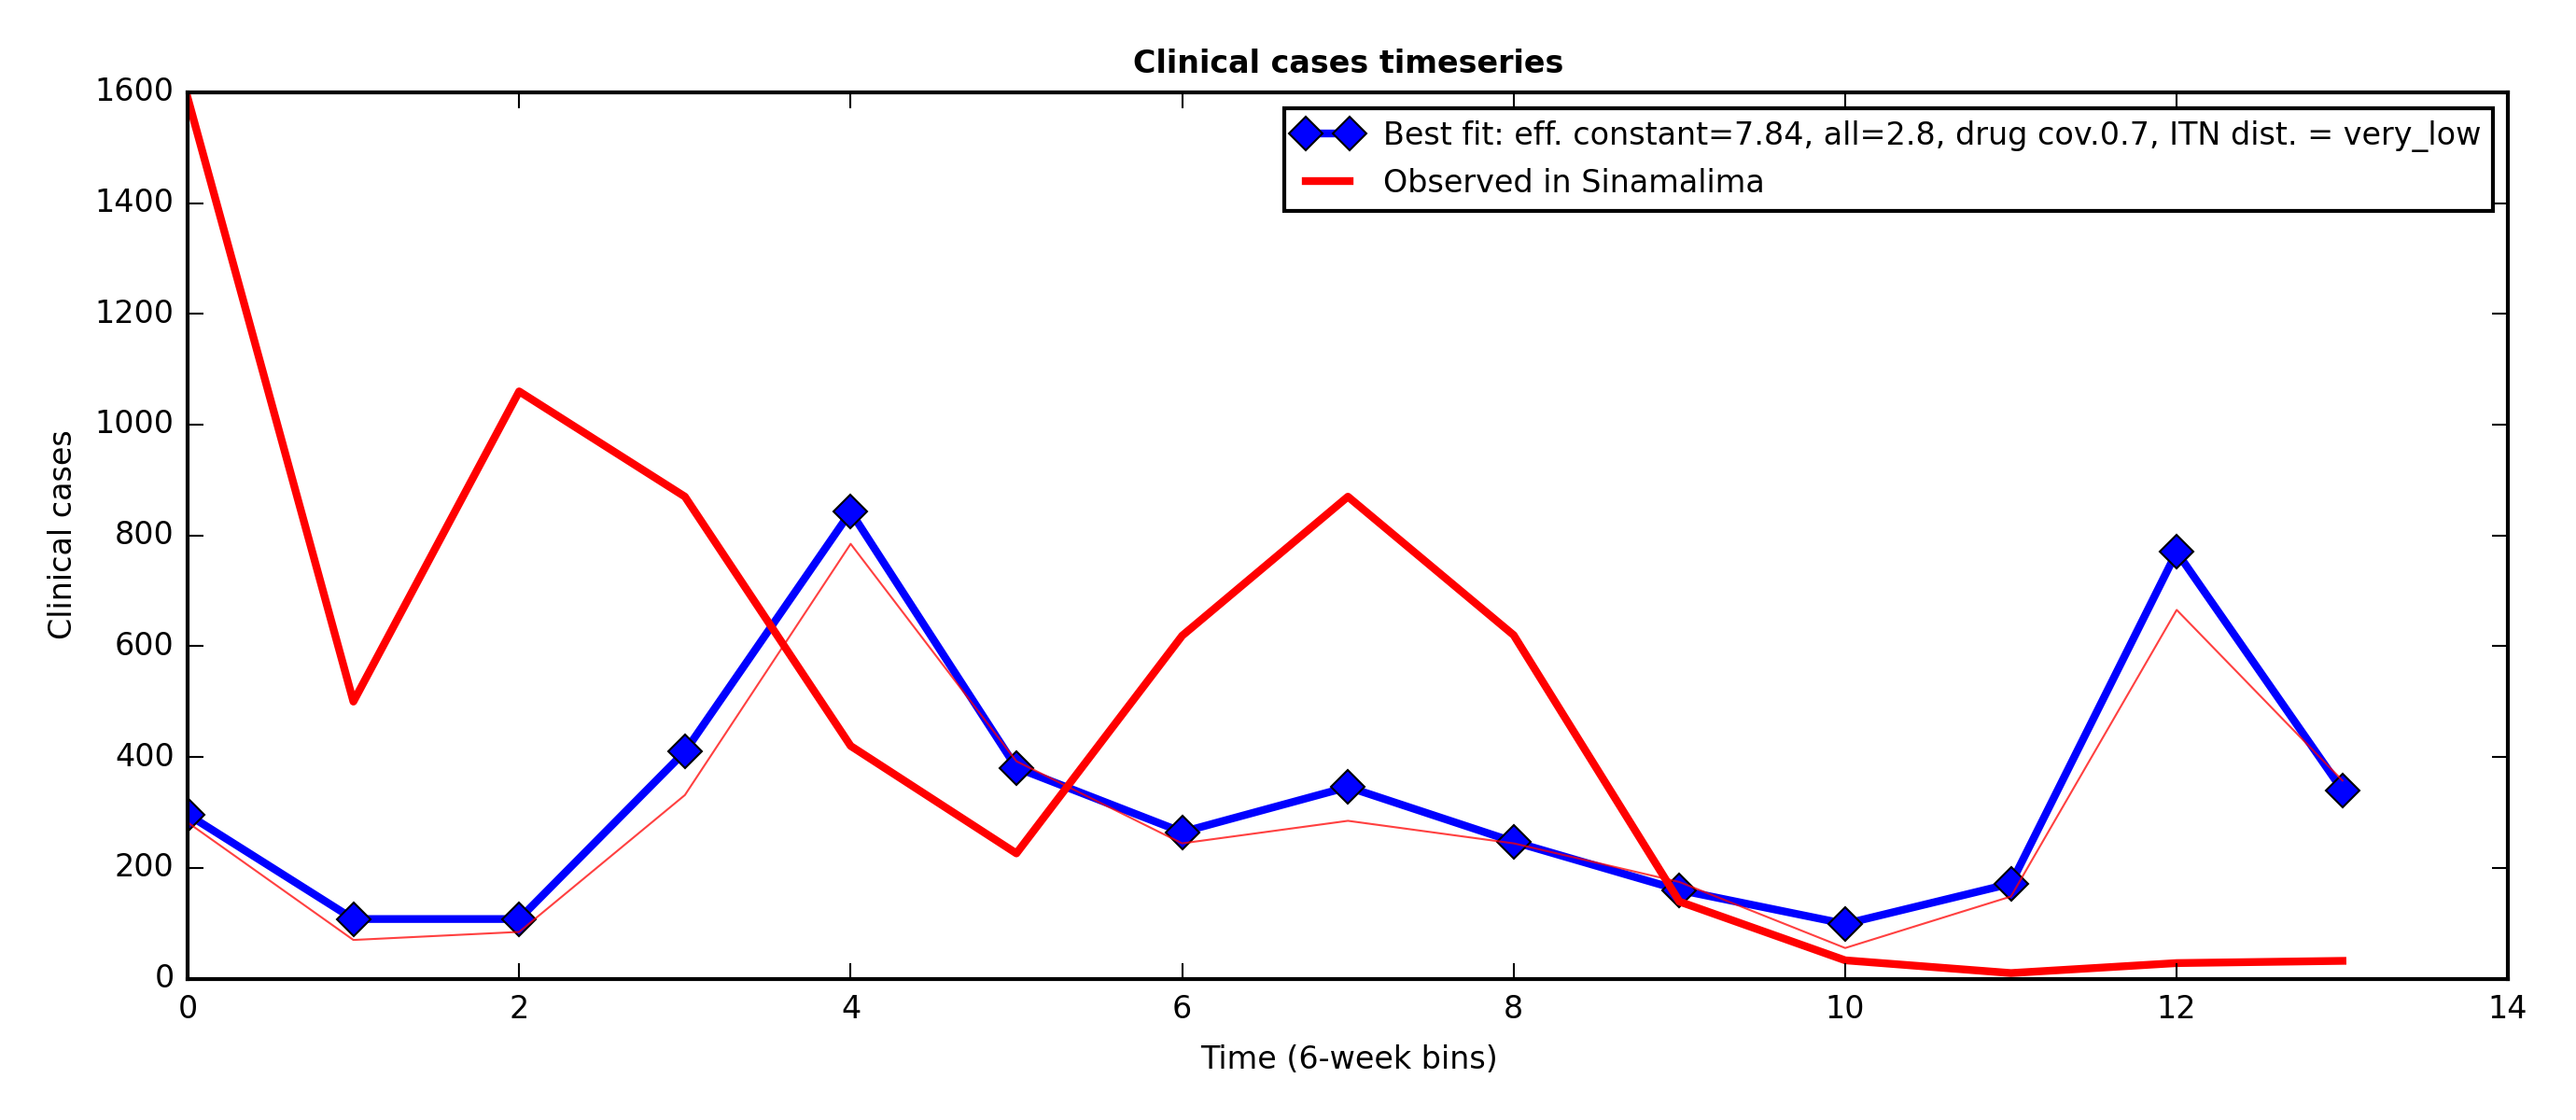 Clinical cases timeseries
1600
1400
1200
1000
800
600
400
200
0
Clinical cases
Best fit: eff. constant=7.84, all=2.8, drug cov.0.7, ITN dist. = very_low
Observed in Sinamalima
0 2 4 6 8 10 12 14
Time (6-week bins)